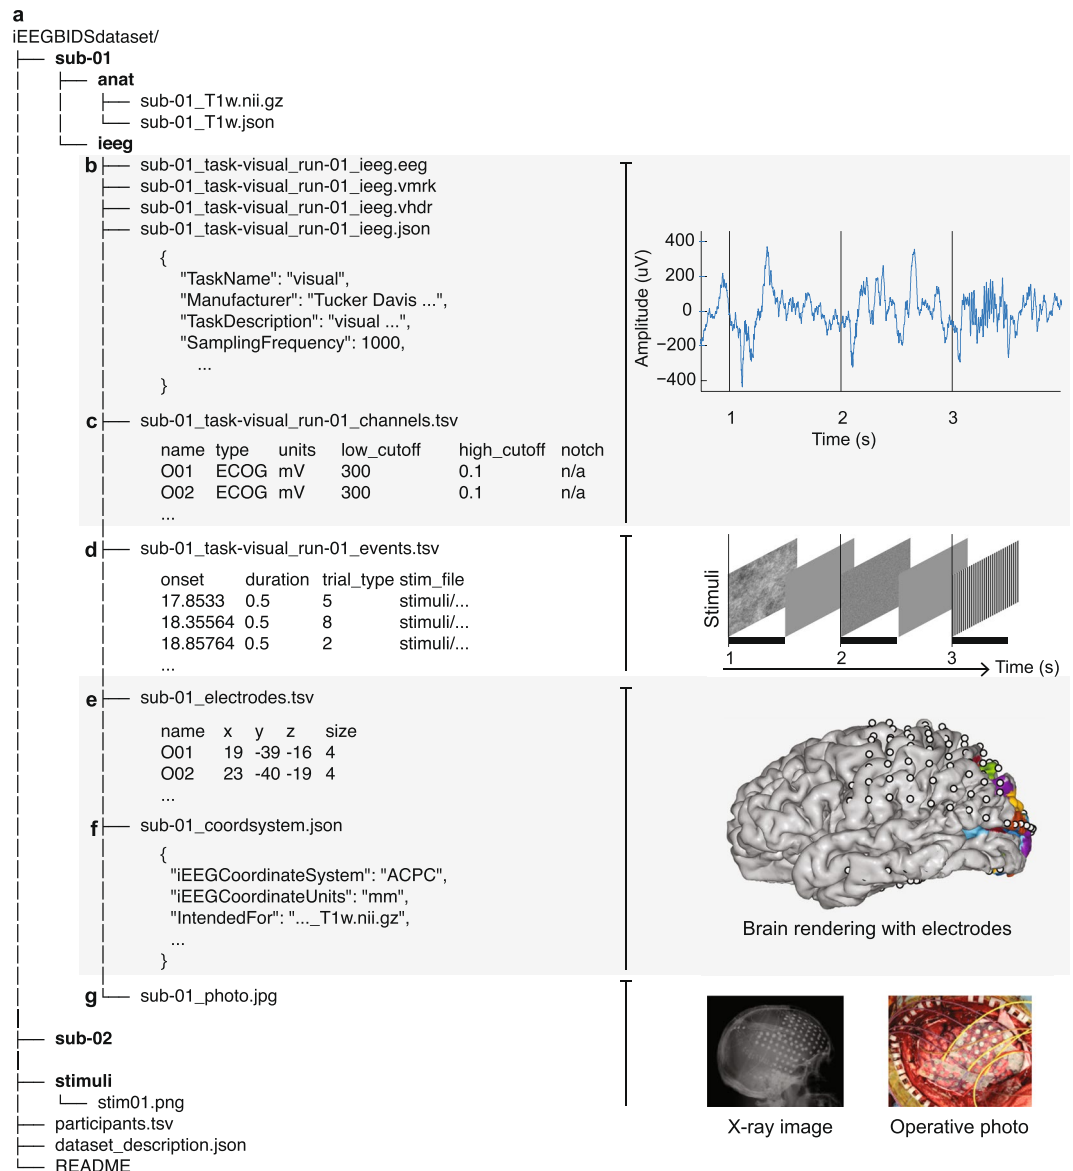 a
iEEGBIDSdataset/
sub-01
anat
sub-01_T1w.nii.gz
sub-01_T1w.json
ieeg
b sub-01_task-visual_run-01_ieeg.eeg
sub-01_task-visual_run-01_ieeg.vmrk
sub-01_task-visual_run-01_ieeg.vhdr
sub-01_task-visual_run-01_ieeg.json
{
"TaskName": "visual",
"Manufacturer": "Tucker Davis ...",
"TaskDescription": "visual ...",
"SamplingFrequency": 1000,
...
}
Amplitude (uV)
400
200
0
−200
−400
1 2 3
Time (s)
c sub-01_task-visual_run-01_channels.tsv
name type units low_cutoff high_cutoff notch
O01 ECOG mV 300 0.1 n/a
O02 ECOG mV 300 0.1 n/a
...
d sub-01_task-visual_run-01_events.tsv
onset duration trial_type stim_file
17.8533 0.5 5 stimuli/...
18.35564 0.5 8 stimuli/...
18.85764 0.5 2 stimuli/...
...
Stimuli
1 2 3
Time (s)
e sub-01_electrodes.tsv
name x y z size
O01 19 -39 -16 4
O02 23 -40 -19 4
...
f sub-01_coordsystem.json
{
"iEEGCoordinateSystem": "ACPC",
"iEEGCoordinateUnits": "mm",
"IntendedFor": "..._T1w.nii.gz",
...
}
Brain rendering with electrodes
g sub-01_photo.jpg
X-ray image
Operative photo
sub-02
stimuli
stim01.png
participants.tsv
dataset_description.json
README